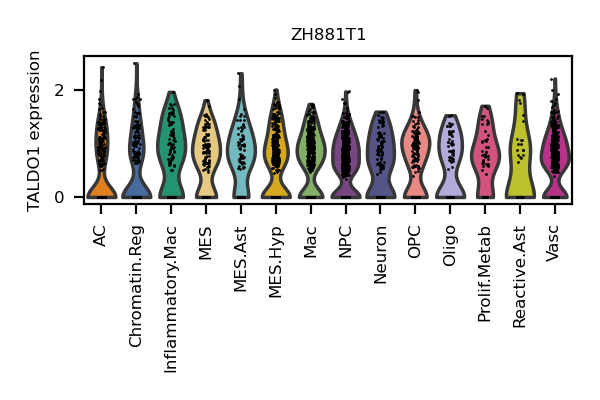 ZH881T1
TALDO1 expression
2
0
AC
Chromatin.Reg
Inflammatory.Mac
MES
MES.Ast
MES.Hyp
Mac
NPC
Neuron
OPC
Oligo
Prolif.Metab
Reactive.Ast
Vasc